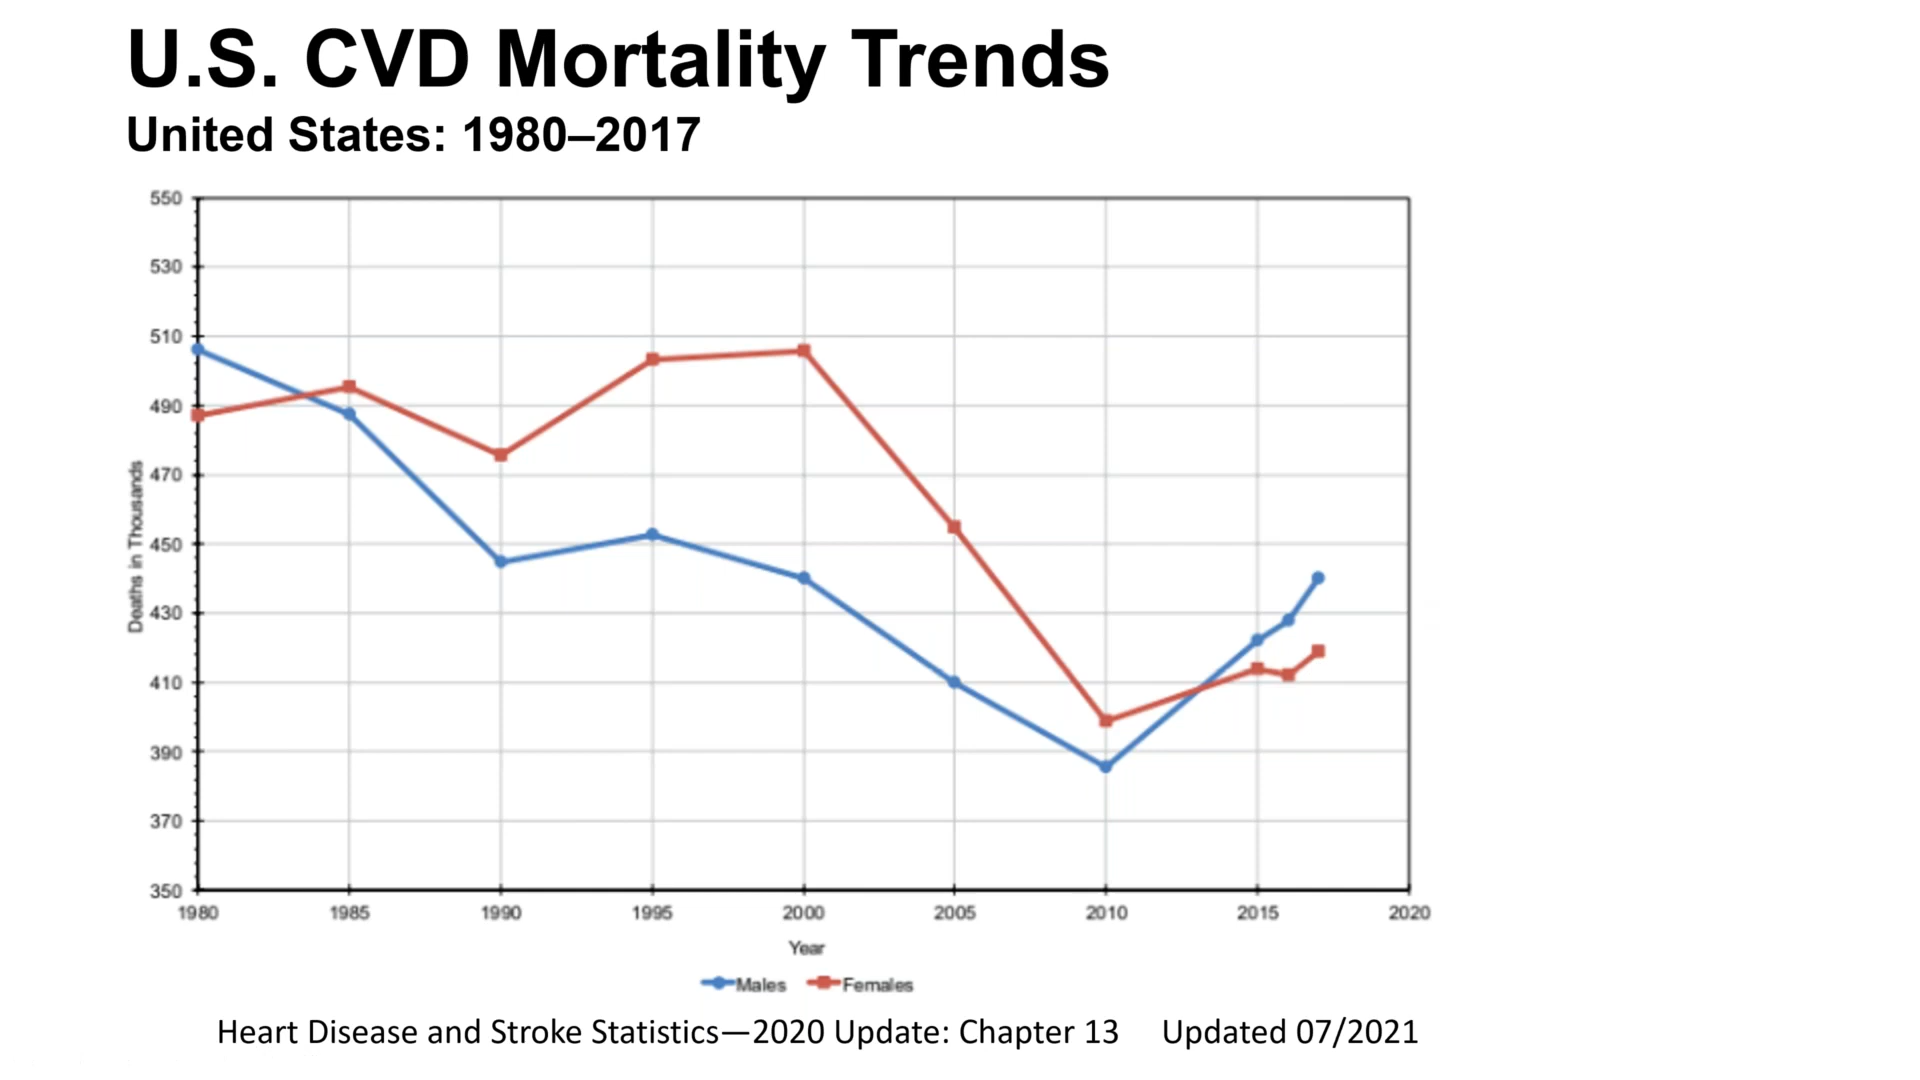 U.S. CVD Mortality Trends
United States: 1980–2017
550
530
510
490
470
450
430
410
390
370
350
Deaths in Thousands
1980 1985 1990 1995 2000 2005 2010 2015 2020
Year
Males Females
Heart Disease and Stroke Statistics—2020 Update: Chapter 13 Updated 07/2021